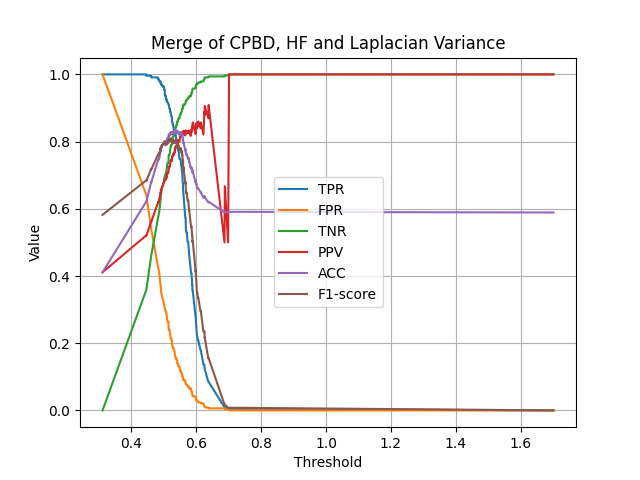 Merge of CPBD, HF and Laplacian Variance
Value
1.0
0.8
0.6
0.4
0.2
0.0
TPR
FPR
TNR
PPV
ACC
F1-score
0.4 0.6 0.8 1.0 1.2 1.4 1.6
Threshold